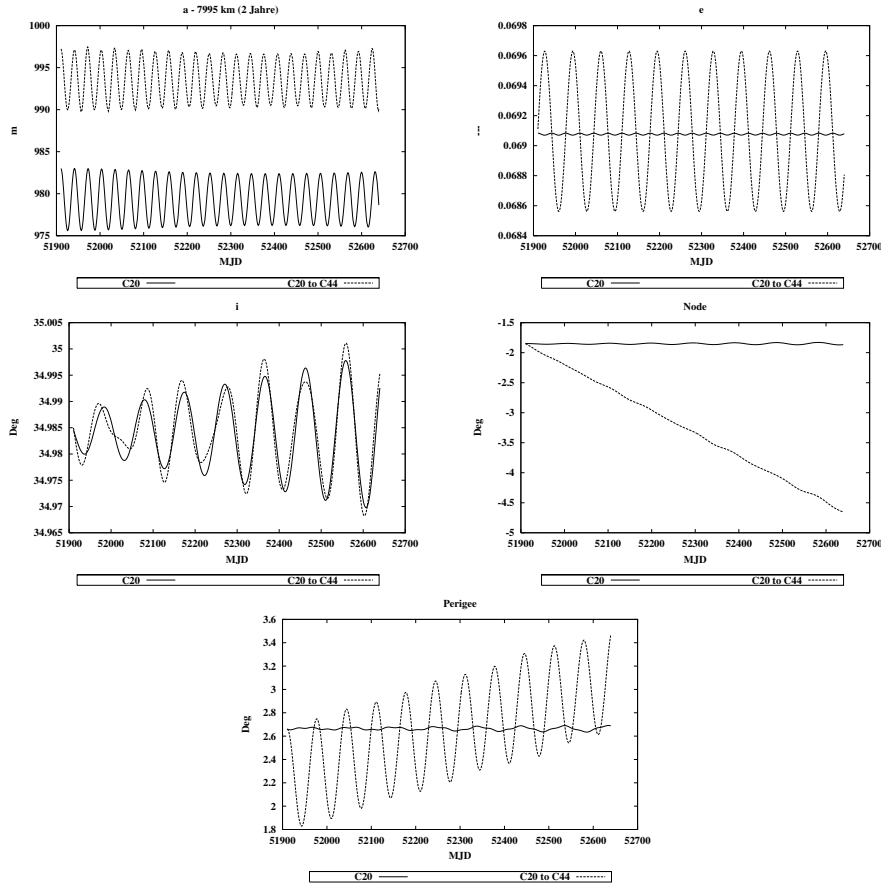 a - 7995 km (2 Jahre)
1000
995
990
985
980
975
m
51900 52000 52100 52200 52300 52400 52500 52600 52700
MJD
C20 C20 to C44
e
0.0698
0.0696
0.0694
0.0692
0.069
0.0688
0.0686
0.0684
---
51900 52000 52100 52200 52300 52400 52500 52600 52700
MJD
C20 C20 to C44
i
35.005
35
34.995
34.99
34.985
34.98
34.975
34.97
34.965
Deg
51900 52000 52100 52200 52300 52400 52500 52600 52700
MJD
C20 C20 to C44
Node
-1.5
-2
-2.5
-3
-3.5
-4
-4.5
-5
Deg
51900 52000 52100 52200 52300 52400 52500 52600 52700
MJD
C20 C20 to C44
Perigee
3.6
3.4
3.2
3
2.8
2.6
2.4
2.2
2
1.8
Deg
51900 52000 52100 52200 52300 52400 52500 52600 52700
MJD
C20 C20 to C44